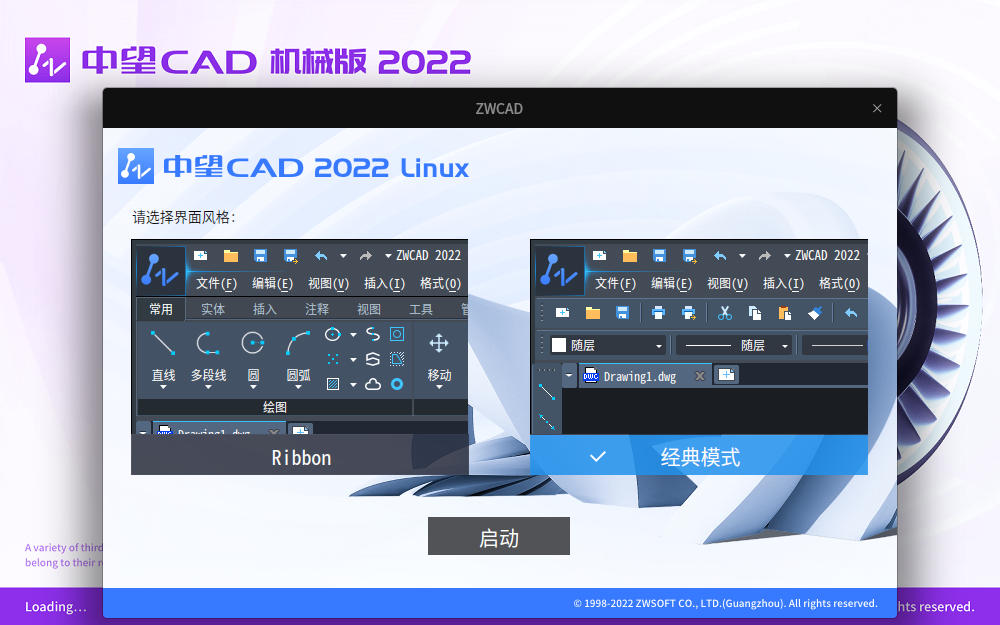 中望CAD 机械版 2022
ZWCAD
中望CAD 2022 Linux
请选择界面风格:
ZWCAD 2022
文件(F) 编辑(E) 视图(V) 插入(I) 格式(O)
常用 实体 插入 注释 视图 工具
直线 多段线 圆 圆弧 移动
绘图
Drawing1.dwg
Ribbon
ZWCAD 2022
文件(F) 编辑(E) 视图(V) 插入(I) 格式(O)
随层 随层
Drawing1.dwg
经典模式
启动
A variety of third
belong to their
Loading...
© 1998-2022 ZWSOFT CO., LTD.(Guangzhou). All rights reserved.
hts reserved.